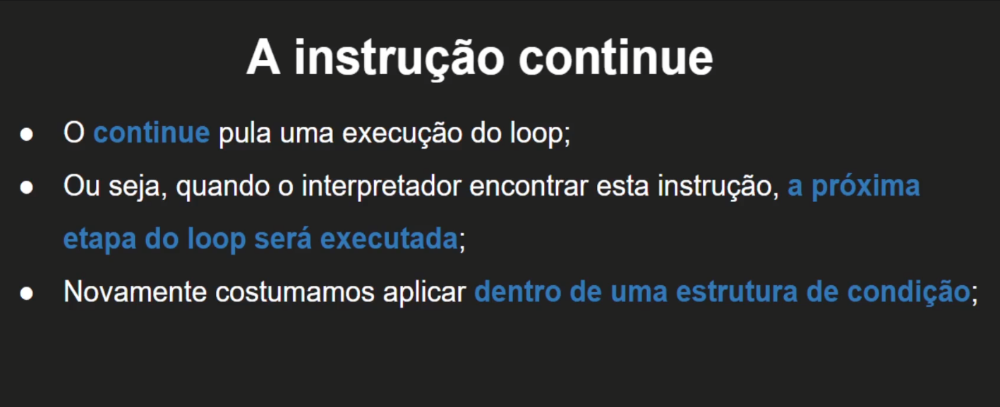 A instrução continue
● O continue pula uma execução do loop;
● Ou seja, quando o interpretador encontrar esta instrução, a próxima
etapa do loop será executada;
● Novamente costumamos aplicar dentro de uma estrutura de condição;